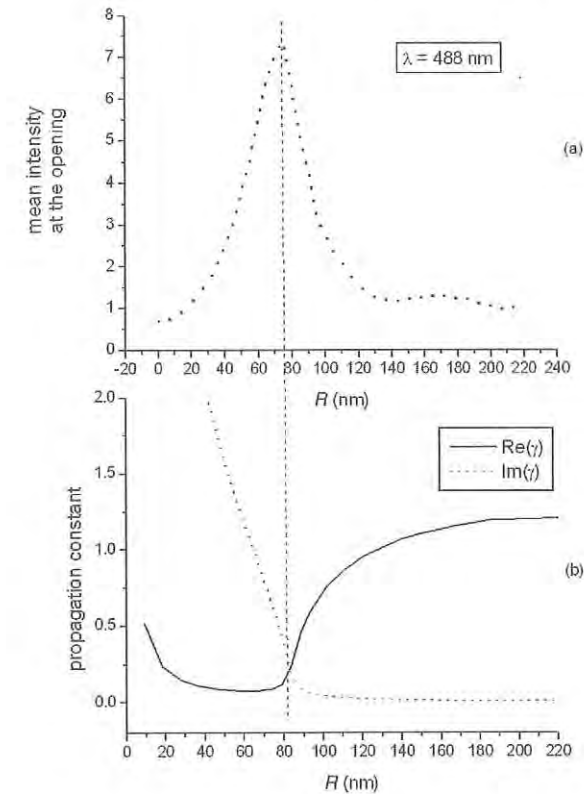 8
7
6
5
4
3
2
1
0
mean intensity
at the opening
λ = 488 nm
(a)
-20 0 20 40 60 80 100 120 140 160 180 200 220 240
R (nm)
2.0
1.5
1.0
0.5
0.0
propagation constant
Re(γ)
Im(γ)
(b)
0 20 40 60 80 100 120 140 160 180 200 220
R (nm)